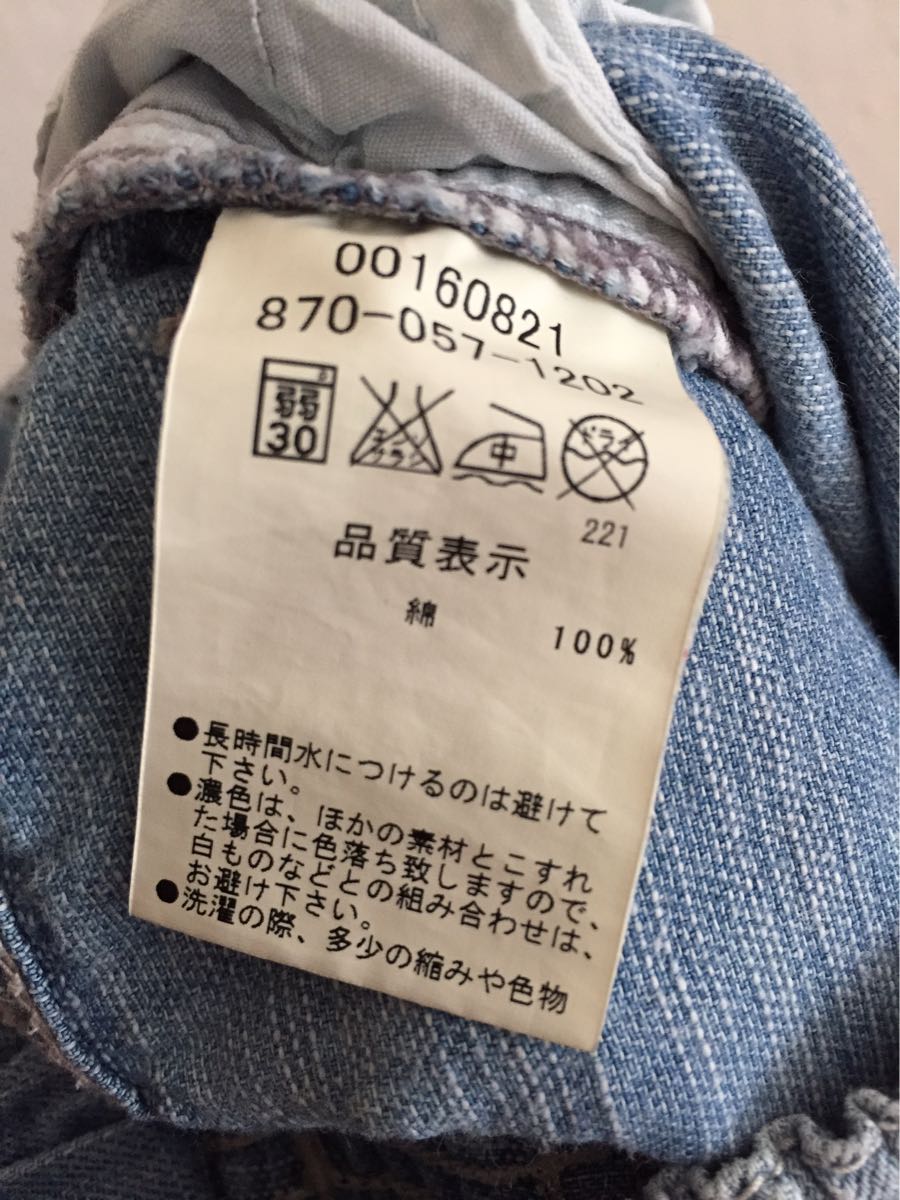 00160821
870-057-1202
弱 30 エンソ サラシ 中 ドライ
221
品質表示
綿 100%
●長時間水につけるのは避けて
下さい。
●濃色は、ほかの素材とこすれ
た場合に色落ち致しますので、
白ものなどとの組み合わせは、
お避け下さい。
●洗濯の際、多少の縮みや色物